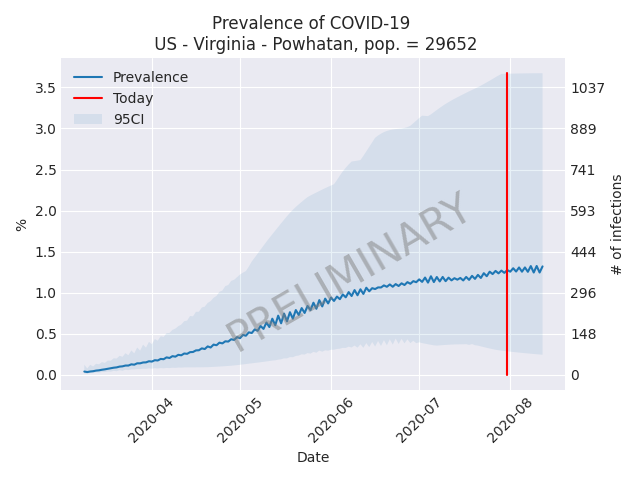 Prevalence of COVID-19
US - Virginia - Powhatan, pop. = 29652
Prevalence
Today
95CI
3.5
3.0
2.5
2.0
1.5
1.0
0.5
0.0
%
1037
889
741
593
444
296
148
0
# of infections
PRELIMINARY
2020-04
2020-05
2020-06
2020-07
2020-08
Date